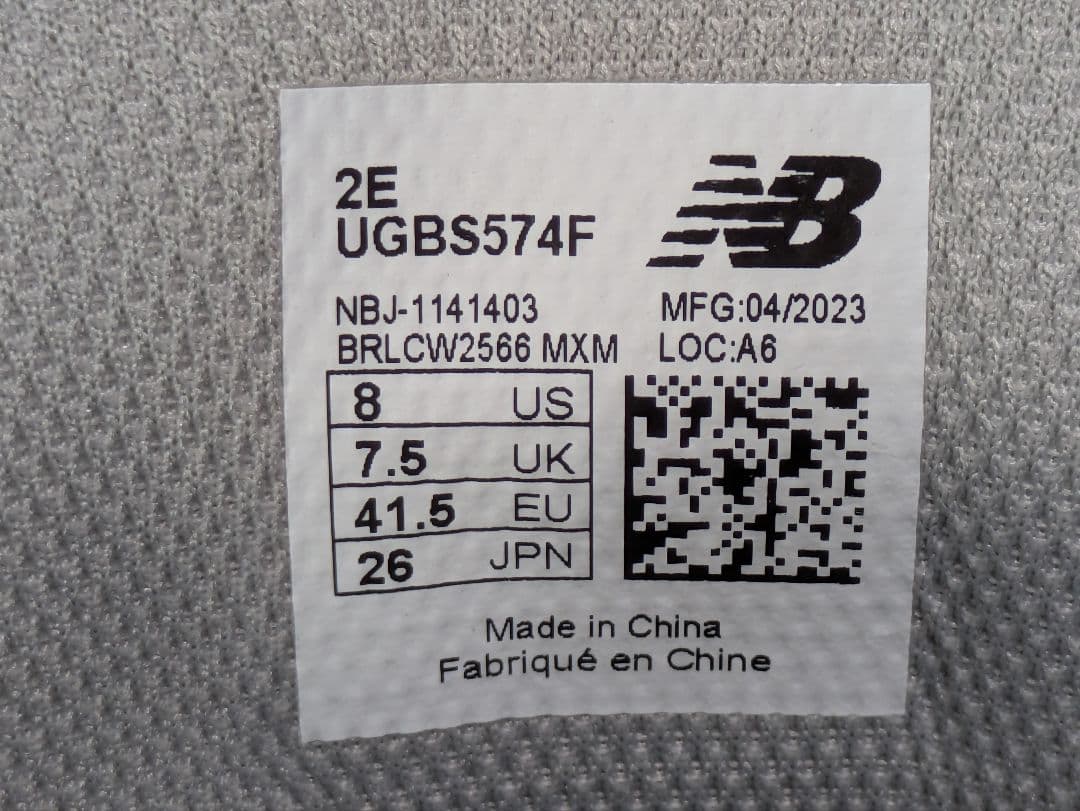 2E
UGBS574F
NB
NBJ-1141403 MFG:04/2023
BRLCW2566 MXM LOC:A6
8 US
7.5 UK
41.5 EU
26 JPN
Made in China
Fabriqué en Chine